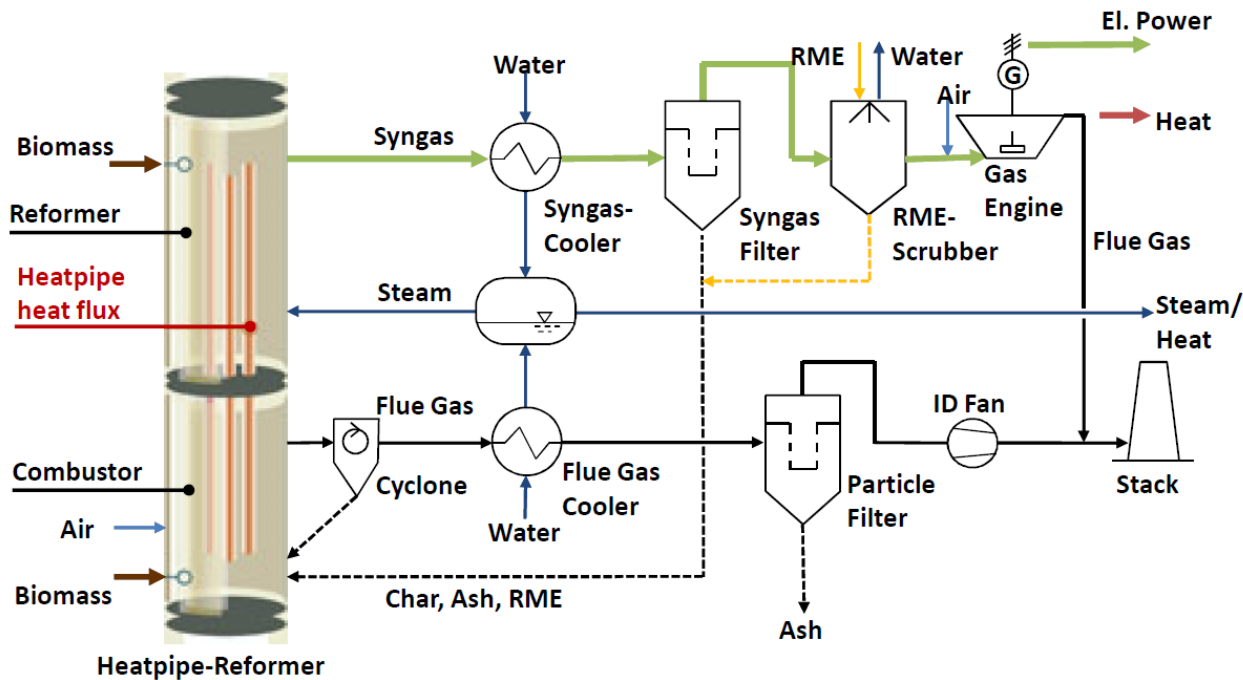 El. Power
RME
Water
Water
G
Air
Heat
Biomass
Syngas
Gas
Engine
Reformer
Syngas-
Cooler
Syngas
Filter
RME-
Scrubber
Flue Gas
Heatpipe
heat flux
Steam
Steam/
Heat
Flue Gas
ID Fan
Combustor
Cyclone
Flue Gas
Cooler
Particle
Filter
Stack
Air
Water
Biomass
Char, Ash, RME
Ash
Heatpipe-Reformer